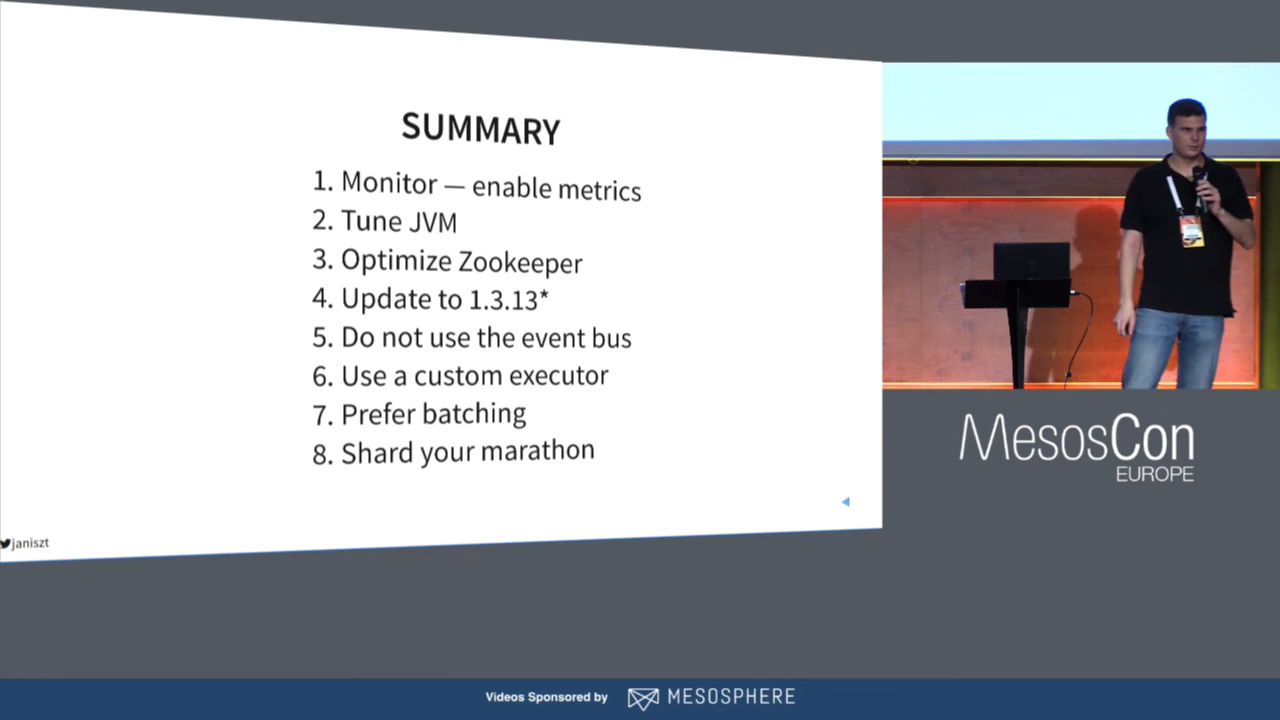 SUMMARY
1. Monitor — enable metrics
2. Tune JVM
3. Optimize Zookeeper
4. Update to 1.3.13*
5. Do not use the event bus
6. Use a custom executor
7. Prefer batching
8. Shard your marathon
janiszt
MesosCon
EUROPE
Videos Sponsored by MESOSPHERE